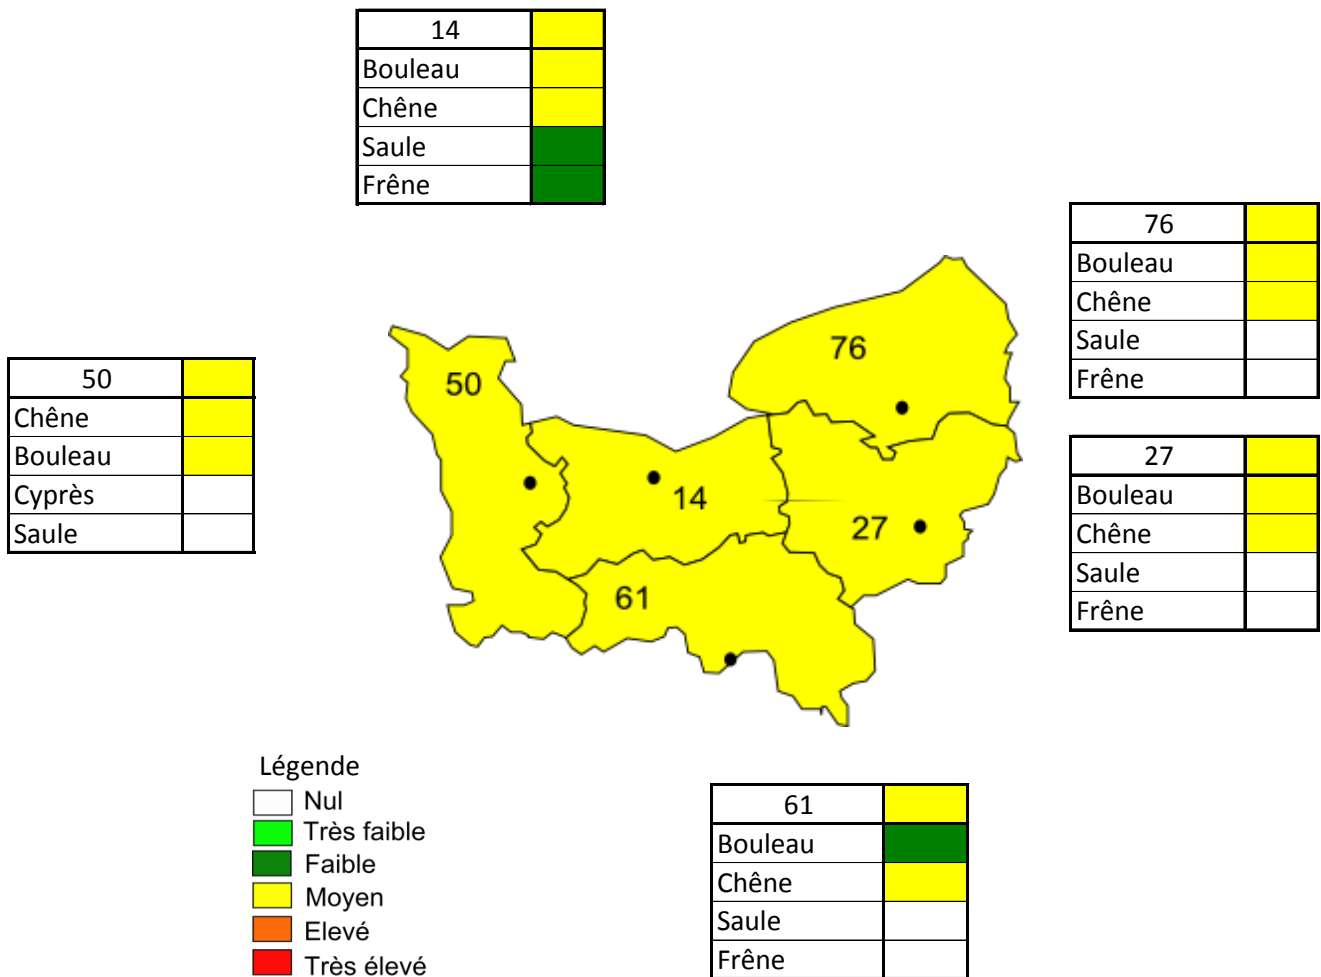 14
Bouleau
Chêne
Saule
Frêne
76
Bouleau
Chêne
Saule
Frêne
50
Chêne
Bouleau
Cyprès
Saule
76
50
14
27
61
27
Bouleau
Chêne
Saule
Frêne
Légende
Nul
Très faible
Faible
Moyen
Elevé
Très élevé
61
Bouleau
Chêne
Saule
Frêne